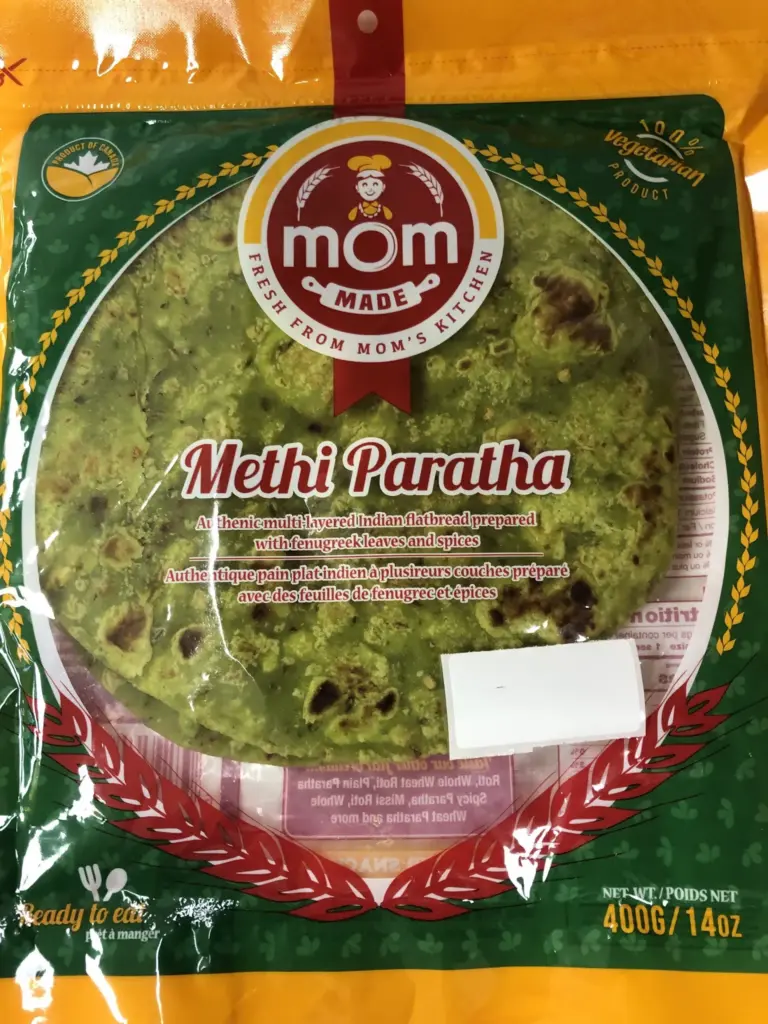 PRODUCT OF CANADA
100%
vegetarian
PRODUCT
mom
MADE
FRESH FROM MOM'S KITCHEN
Methi Paratha
Authenic multi-layered Indian flatbread prepared
with fenugreek leaves and spices
Authentique pain plat indien à plusireurs couches préparé
avec des feuilles de fenugrec et épices
Roti, Whole Wheat Roti, Plain Paratha
Spicy Paratha, Missi Roti, Whole
Wheat Paratha and more
Ready to eat
prêt à manger
NET WT. / POIDS NET
400G/14oz